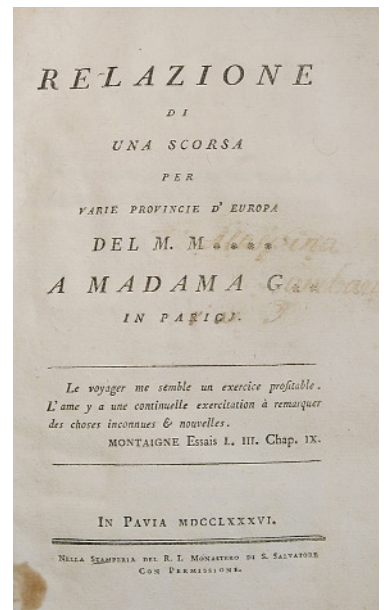 RELAZIONE
DI
UNA SCORSA
PER
VARIE PROVINCIE D' EUROPA
DEL M. M****
A MADAMA G**
IN PARIGI.
Le voyager me semble un exercice profitable.
L'ame y a une continuelle exercitation à remarquer
des choses inconnues & nouvelles.
MONTAIGNE Essais L. III. Chap. IX.
IN PAVIA MDCCLXXXVI.
NELLA STAMPERIA DEL R. I. MONASTERO DI S. SALVATORE
CON PERMISSIONE.